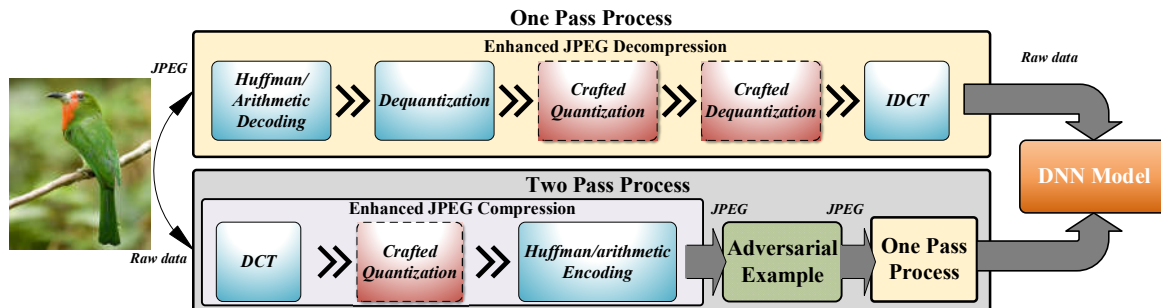 One Pass Process
Enhanced JPEG Decompression
JPEG
Huffman/
Arithmetic
Decoding
Dequantization
Crafted
Quantization
Crafted
Dequantization
IDCT
Raw data
DNN Model
Two Pass Process
Enhanced JPEG Compression
Raw data
DCT
Crafted
Quantization
Huffman/arithmetic
Encoding
JPEG
Adversarial
Example
JPEG
One Pass
Process